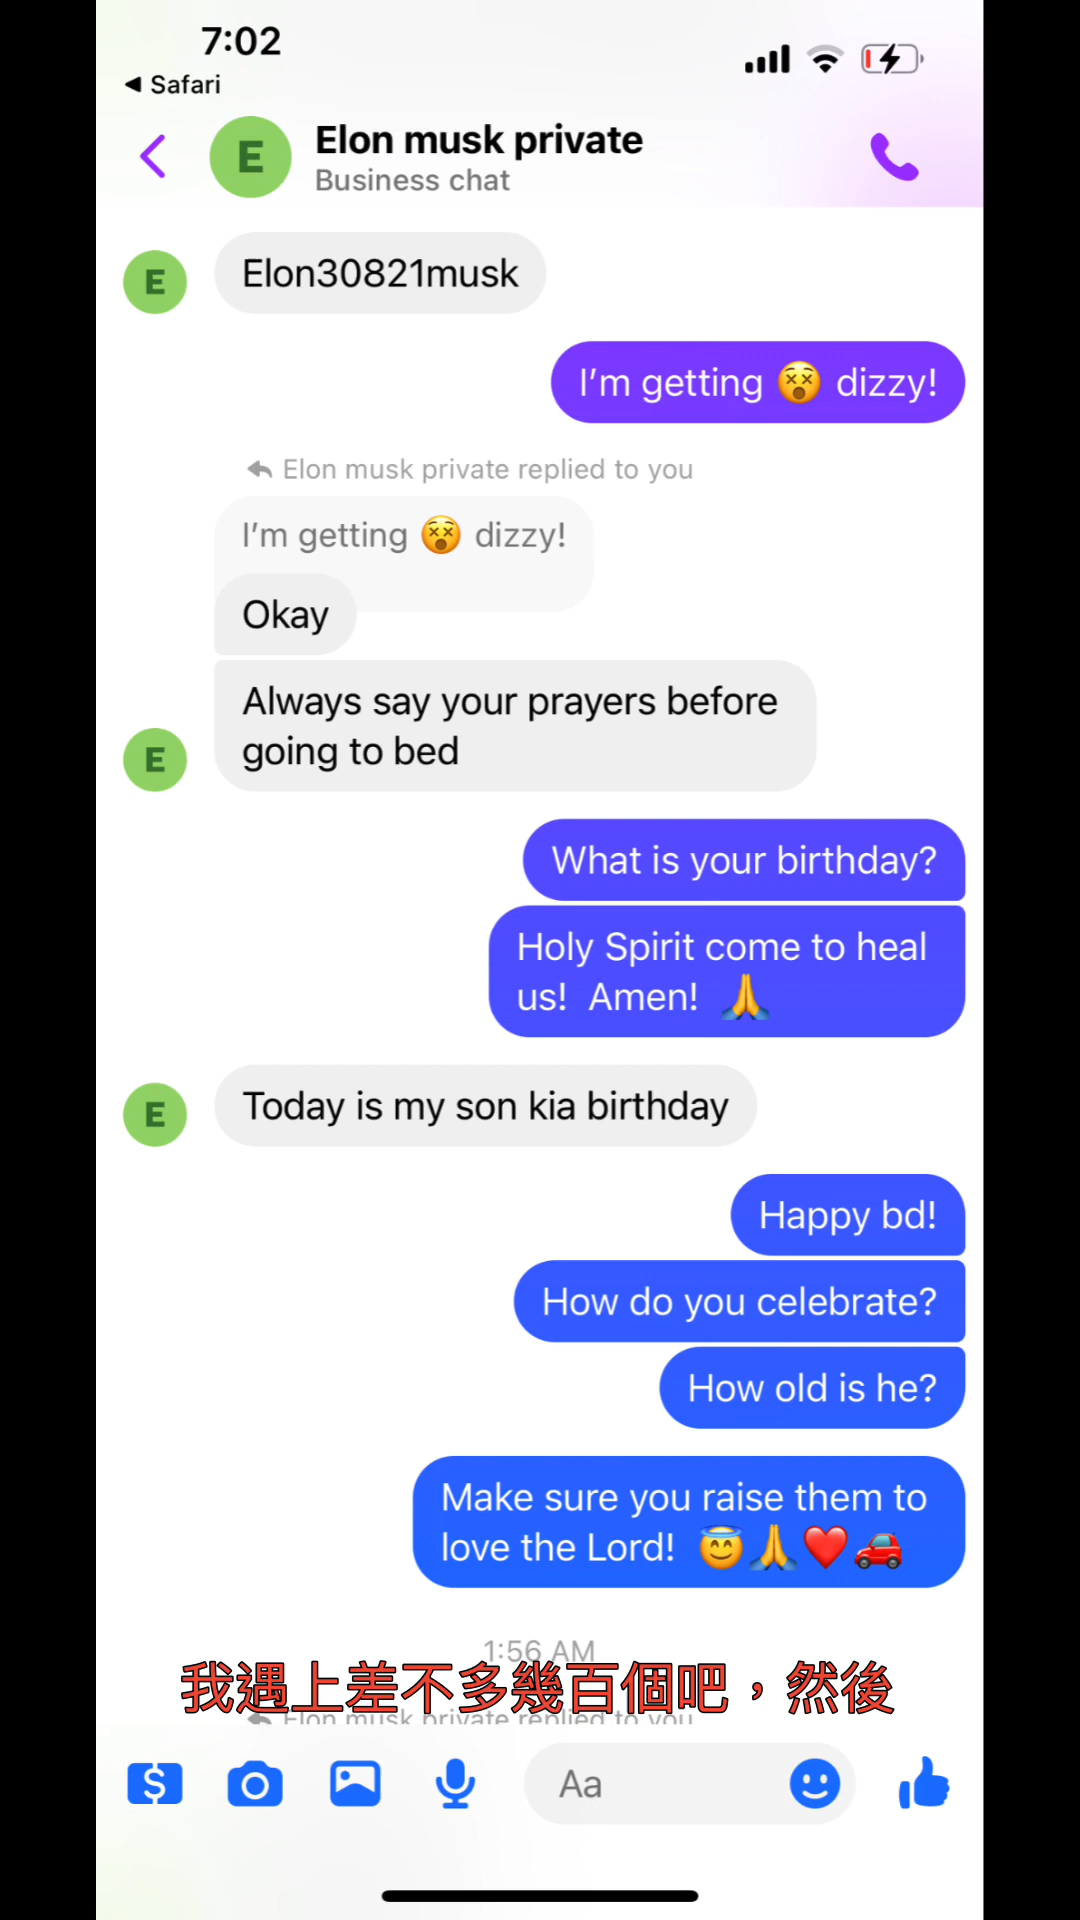 7:02
◀ Safari
E
Elon musk private
Business chat
E
Elon30821musk
I'm getting 😵 dizzy!
Elon musk private replied to you
I'm getting 😵 dizzy!
Okay
Always say your prayers before
going to bed
E
What is your birthday?
Holy Spirit come to heal
us! Amen! 🙏
E
Today is my son kia birthday
Happy bd!
How do you celebrate?
How old is he?
Make sure you raise them to
love the Lord! 😇🙏❤️🚗
1:56 AM
我遇上差不多幾百個吧，然後
Elon musk private replied to you
Aa